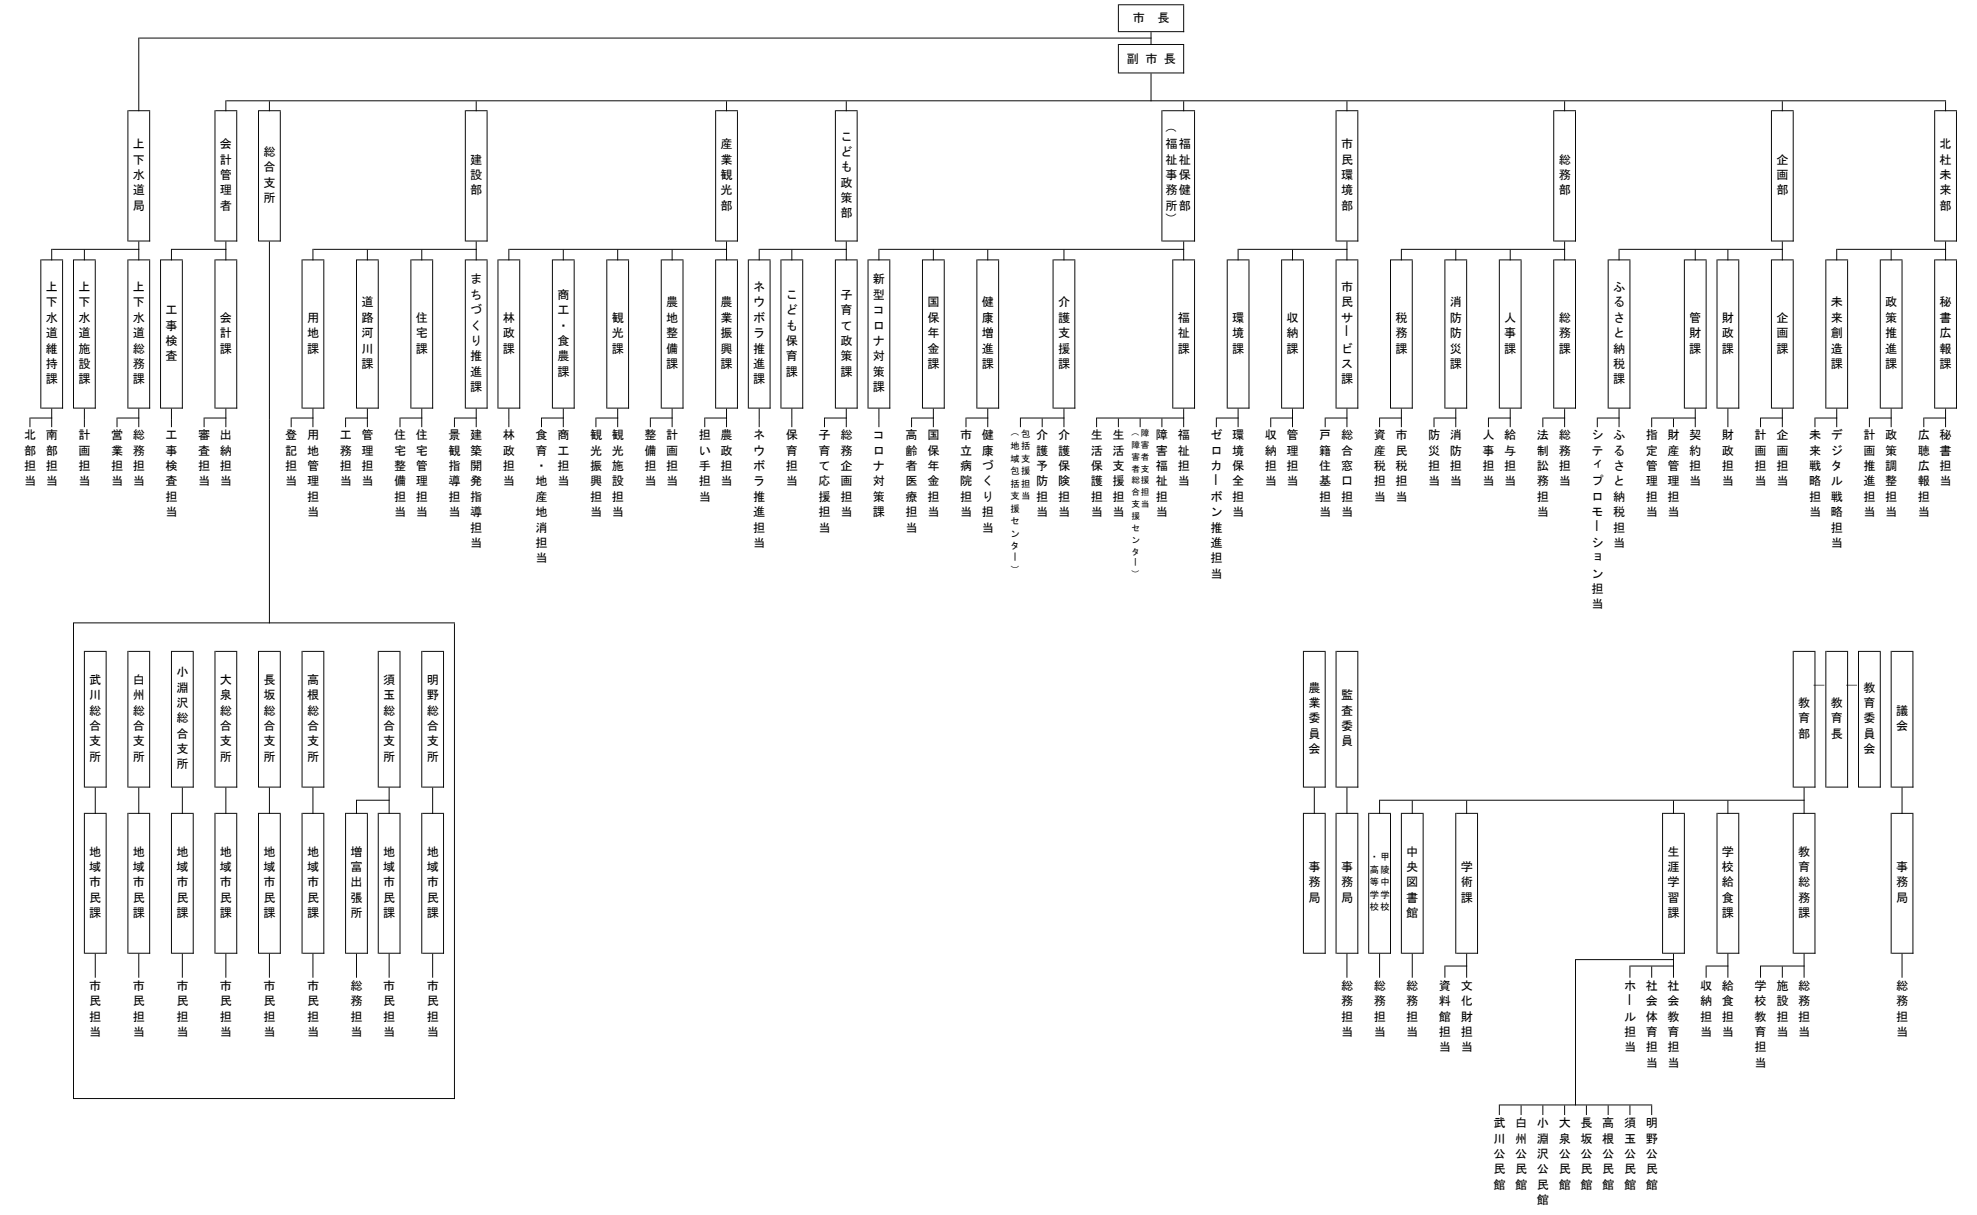 市長
副市長
北杜未来部
企画部
総務部
市民環境部
福祉保健部
（福祉事務所）
こども政策部
産業観光部
建設部
総合支所
会計管理者
上下水道局
秘書広報課
政策推進課
未来創造課
企画課
財政課
管財課
ふるさと納税課
総務課
人事課
消防防災課
税務課
市民サービス課
収納課
環境課
福祉課
介護支援課
健康増進課
国保年金課
新型コロナ対策課
子育て政策課
こども保育課
ネウボラ推進課
農業振興課
農地整備課
観光課
商工・食農課
林政課
まちづくり推進課
住宅課
道路河川課
用地課
会計課
工事検査
上下水道総務課
上下水道施設課
上下水道維持課
秘書担当
広聴広報担当
政策調整担当
計画推進担当
デジタル戦略担当
未来戦略担当
企画担当
計画担当
財政担当
契約担当
財産管理担当
指定管理担当
ふるさと納税担当
シティプロモーション担当
総務担当
法制訟務担当
給与担当
人事担当
消防担当
防災担当
市民税担当
資産税担当
総合窓口担当
戸籍住基担当
管理担当
収納担当
環境保全担当
ゼロカーボン推進担当
福祉担当
障害福祉担当
障害者支援担当
（障害者総合支援センター）
生活支援担当
生活保護担当
介護保険担当
介護予防担当
包括支援担当
（地域包括支援センター）
健康づくり担当
市立病院担当
国保年金担当
高齢者医療担当
コロナ対策課
総務企画担当
子育て応援担当
保育担当
ネウボラ推進担当
農政担当
担い手担当
計画担当
整備担当
観光施設担当
観光振興担当
商工担当
食育・地産地消担当
林政担当
建築開発指導担当
景観指導担当
住宅管理担当
住宅整備担当
管理担当
工務担当
用地管理担当
登記担当
出納担当
審査担当
工事検査担当
総務担当
営業担当
計画担当
南部担当
北部担当
明野総合支所
須玉総合支所
高根総合支所
長坂総合支所
大泉総合支所
小淵沢総合支所
白州総合支所
武川総合支所
地域市民課
地域市民課
増富出張所
地域市民課
地域市民課
地域市民課
地域市民課
地域市民課
地域市民課
市民担当
市民担当
総務担当
市民担当
市民担当
市民担当
市民担当
市民担当
市民担当
議会
教育委員会
教育長
教育部
監査委員
農業委員会
事務局
教育総務課
学校給食課
生涯学習課
学術課
中央図書館
甲陵中学校
・高等学校
事務局
事務局
総務担当
総務担当
施設担当
学校教育担当
給食担当
収納担当
社会教育担当
社会体育担当
ホール担当
文化財担当
資料館担当
総務担当
総務担当
総務担当
明野公民館
須玉公民館
高根公民館
長坂公民館
大泉公民館
小淵沢公民館
白州公民館
武川公民館